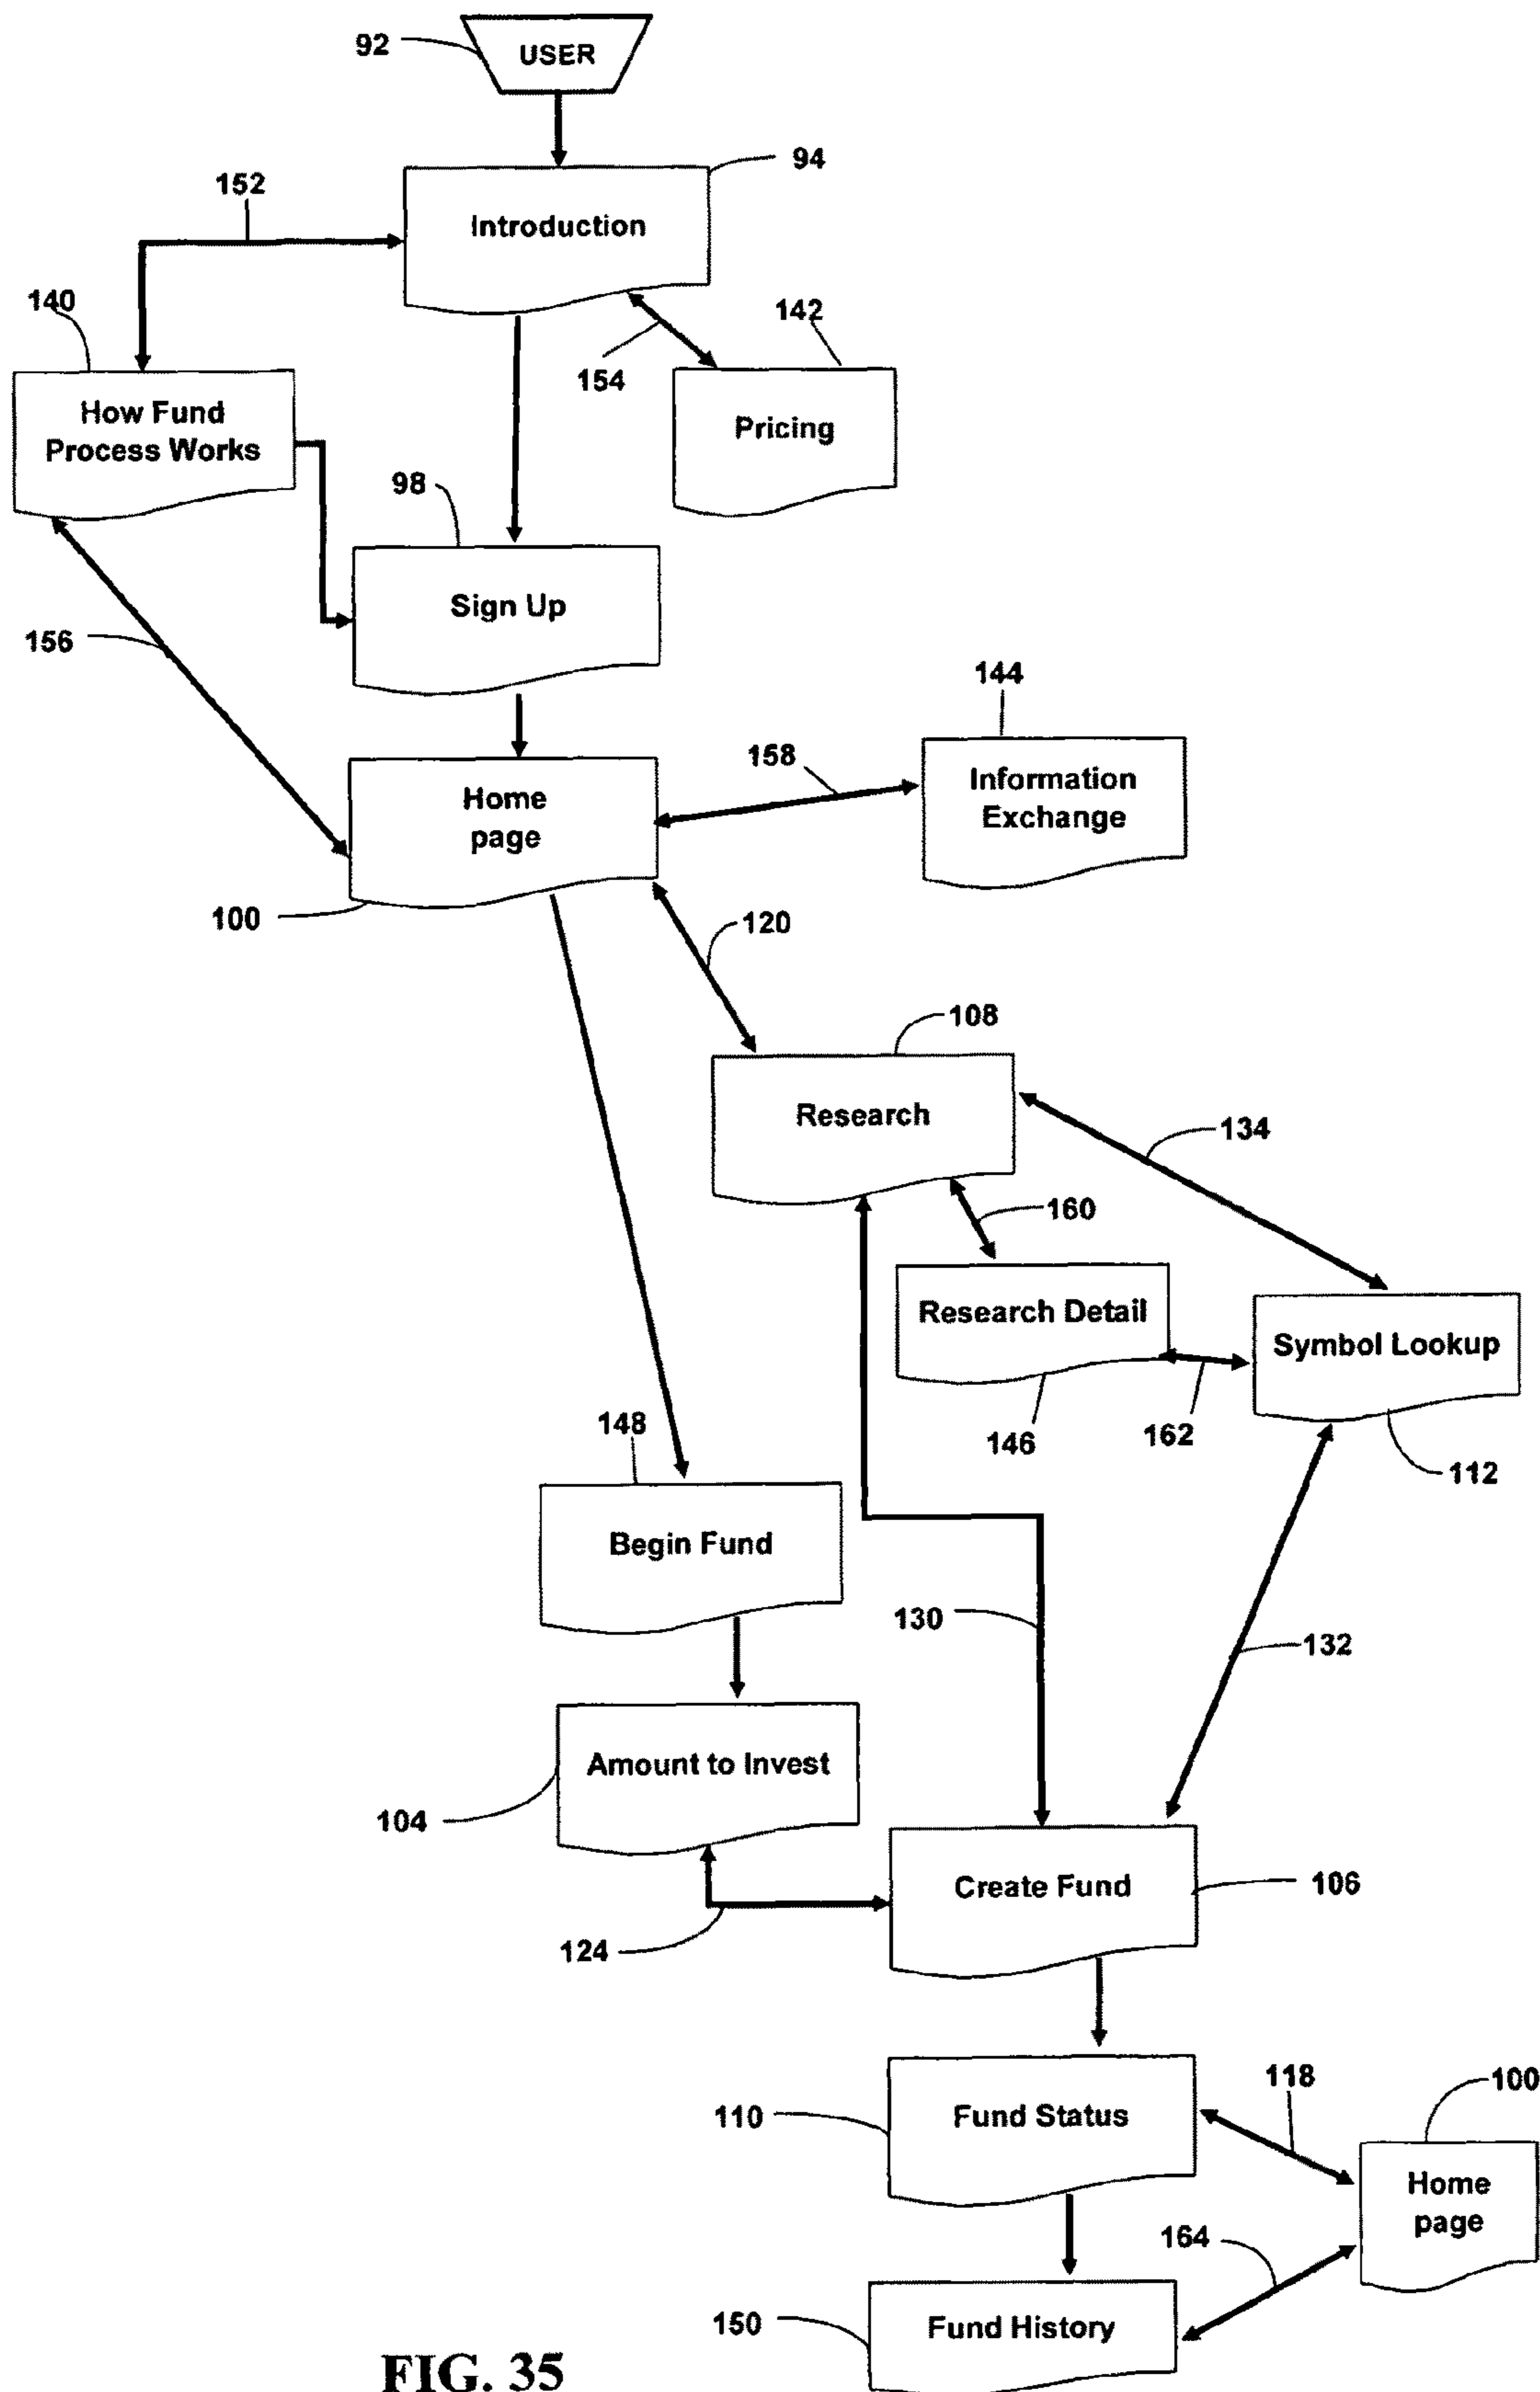 92
USER
94
152
Introduction
140
142
154
How Fund
Process Works
Pricing
98
Sign Up
156
144
158
Information
Exchange
Home
page
100
120
108
Research
134
160
Research Detail
Symbol Lookup
148
146
162
112
Begin Fund
130
132
Amount to Invest
104
Create Fund
106
124
118
100
110
Fund Status
Home
page
164
150
Fund History
FIG. 35